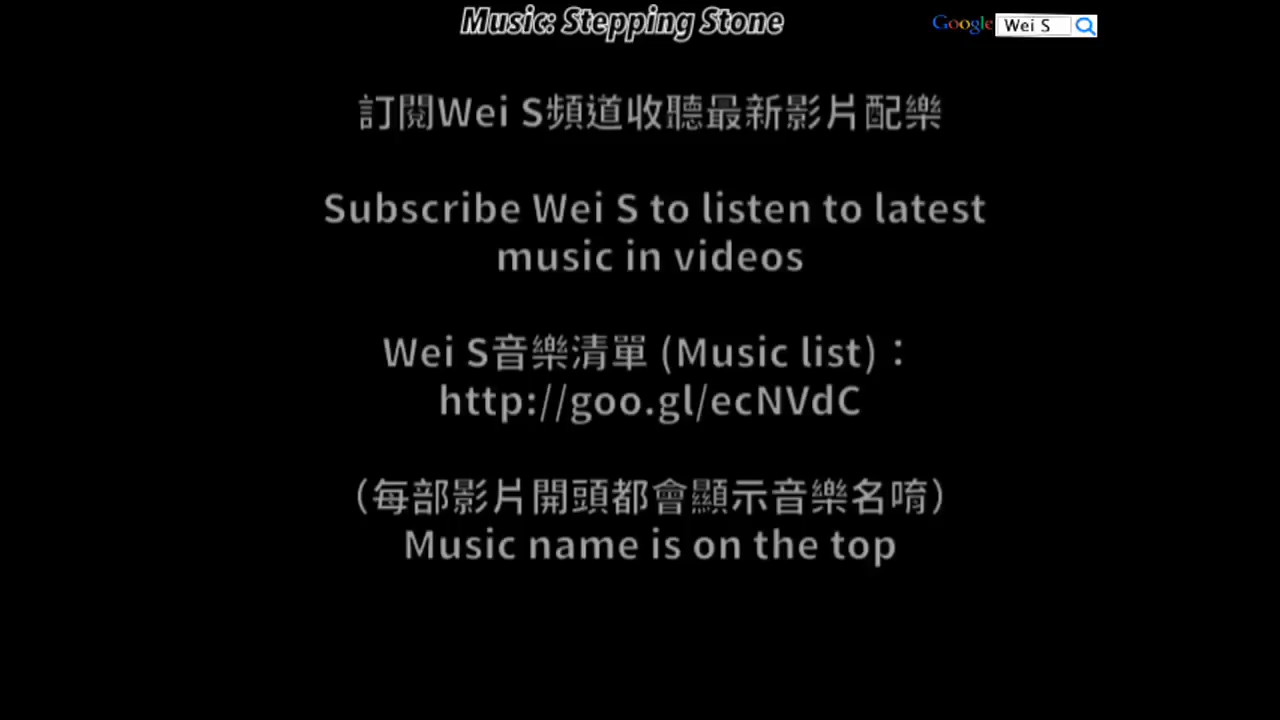 Music: Stepping Stone
Google Wei S
訂閱Wei S頻道收聽最新影片配樂
Subscribe Wei S to listen to latest
music in videos
Wei S音樂清單 (Music list)：
http://goo.gl/ecNVdC
（每部影片開頭都會顯示音樂名唷）
Music name is on the top